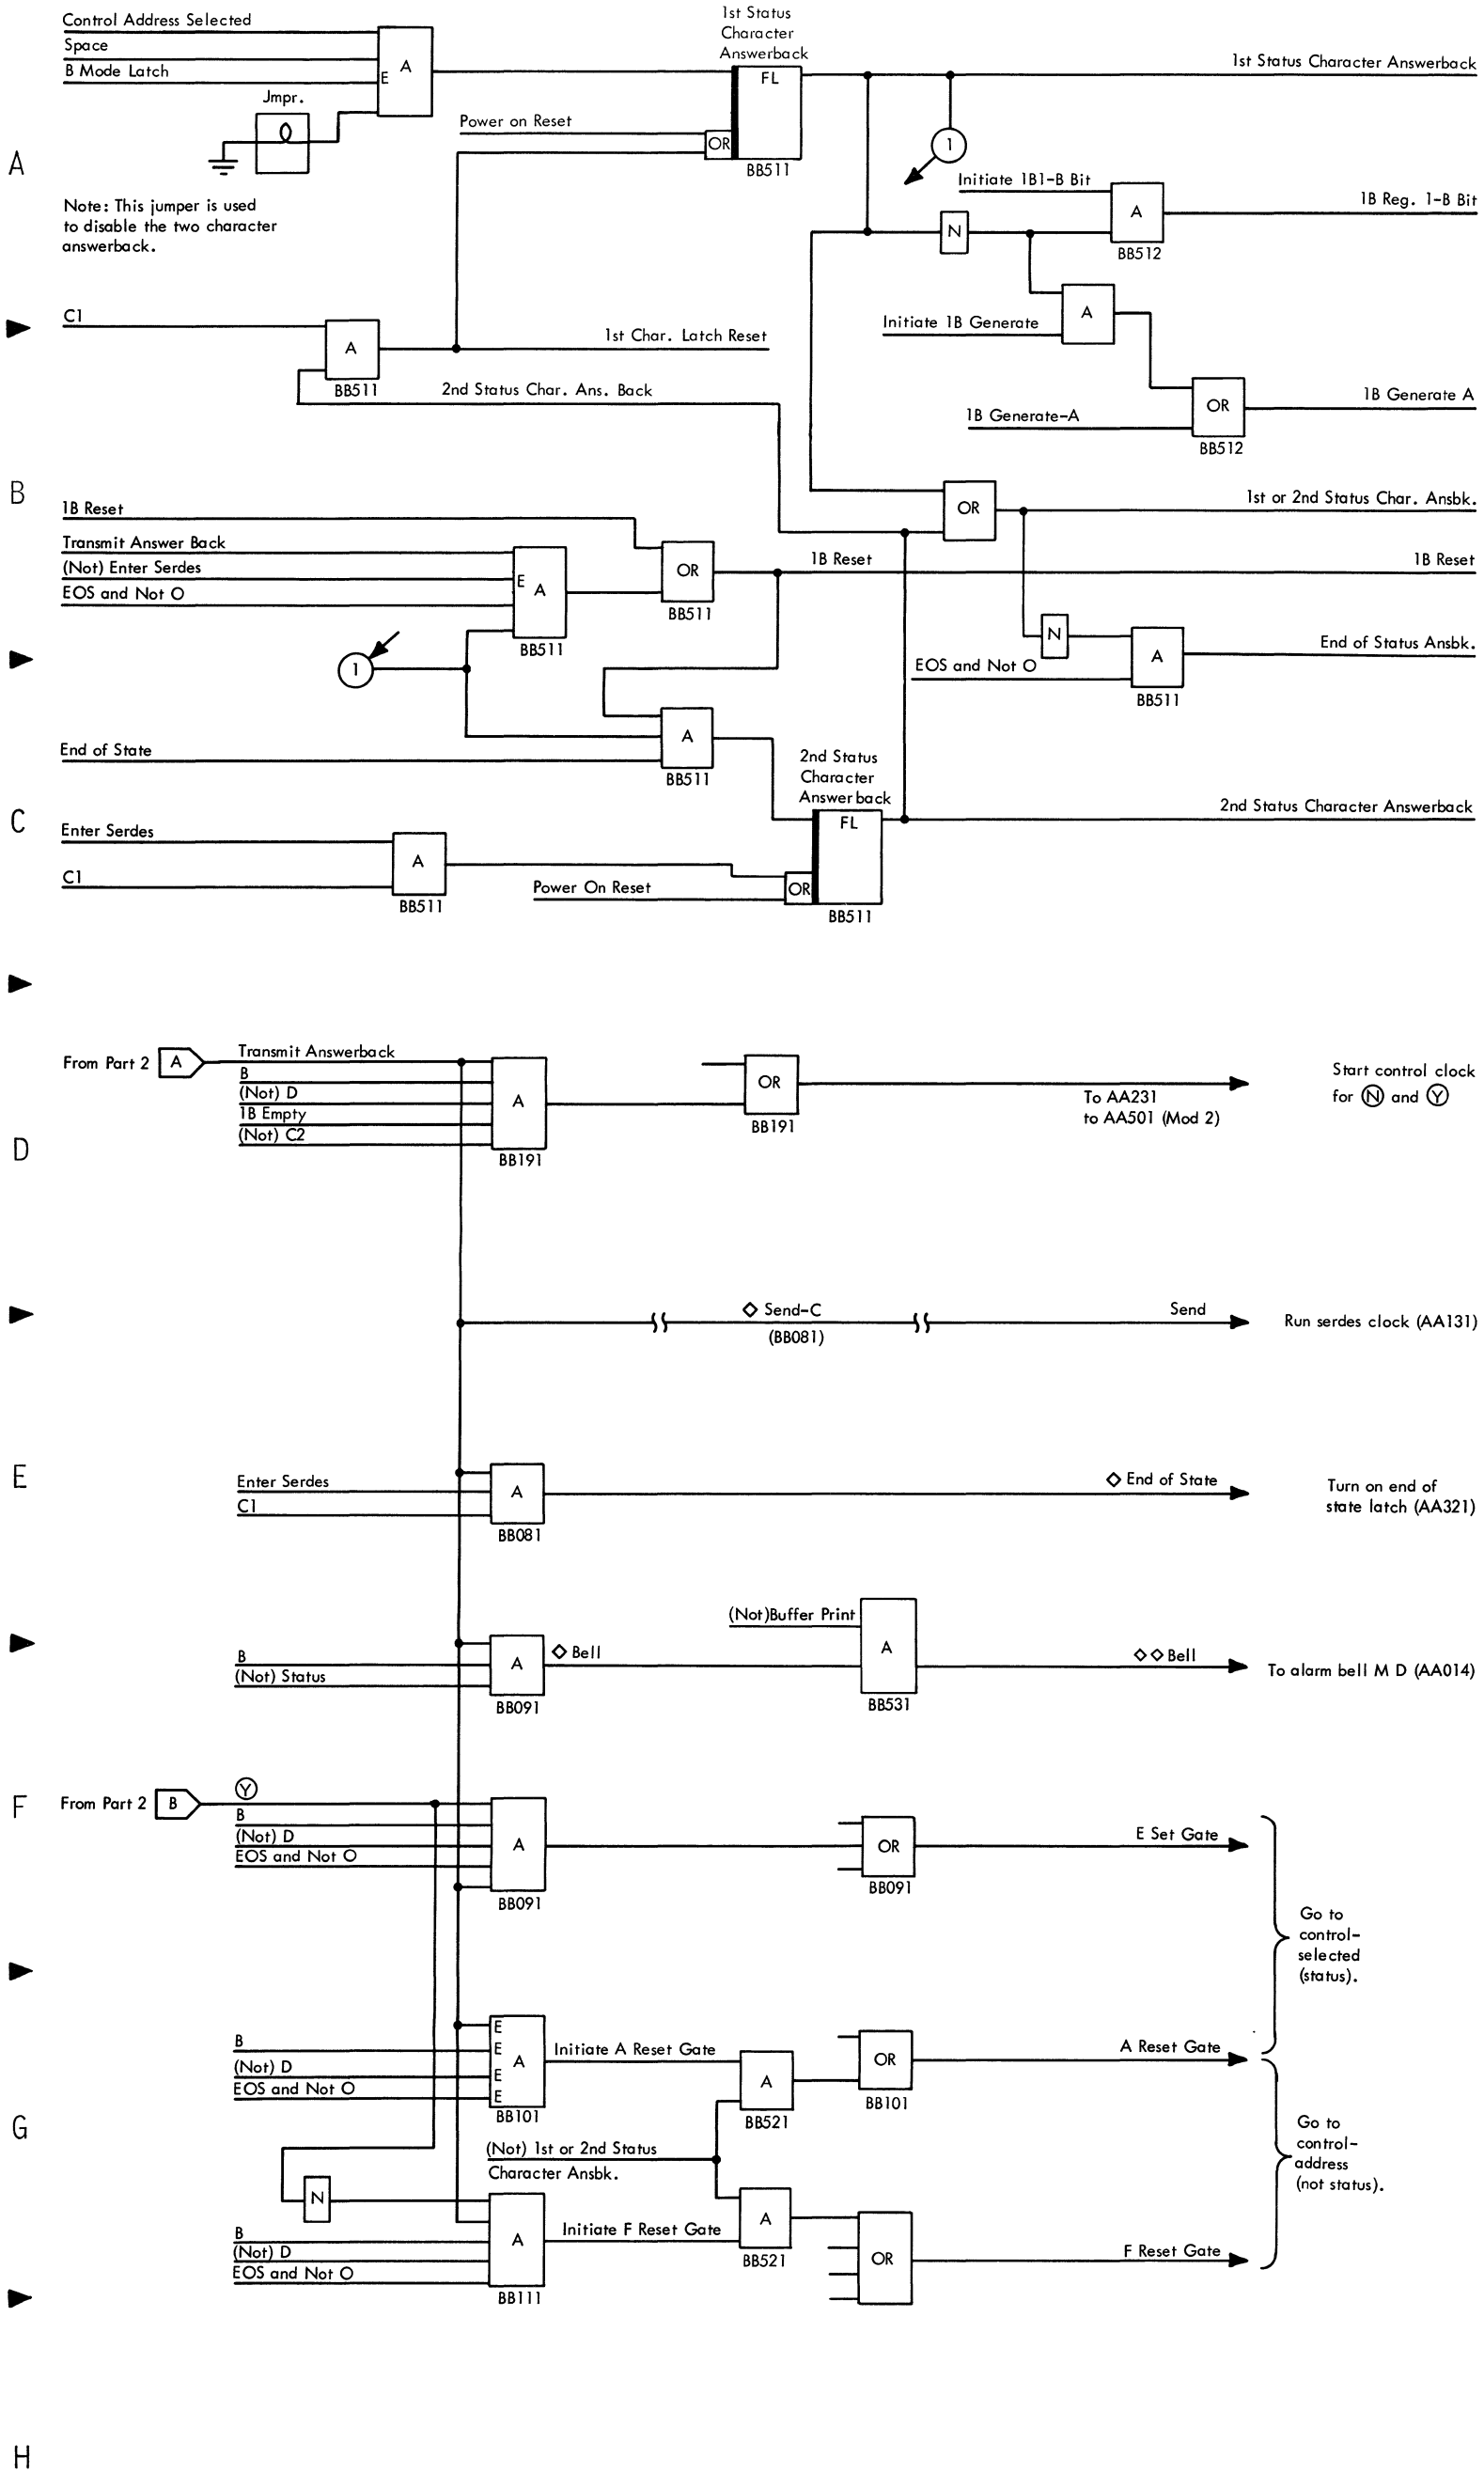 Control Address Selected
Space
B Mode Latch
E
A
Jmpr.
1st Status
Character
Answerback
FL
1st Status Character Answerback
Power on Reset
OR
BB511
1
A
Note: This jumper is used
to disable the two character
answerback.
Initiate 1B1-B Bit
A
1B Reg. 1-B Bit
N
BB512
C1
A
BB511
1st Char. Latch Reset
Initiate 1B Generate
A
2nd Status Char. Ans. Back
1B Generate-A
OR
BB512
1B Generate A
B
1B Reset
Transmit Answer Back
(Not) Enter Serdes
EOS and Not O
E
A
BB511
OR
BB511
1B Reset
1B Reset
OR
1st or 2nd Status Char. Ansbk.
1
N
EOS and Not O
A
BB511
End of Status Ansbk.
End of State
A
BB511
2nd Status
Character
Answerback
FL
2nd Status Character Answerback
C
Enter Serdes
C1
A
BB511
Power On Reset
OR
BB511
From Part 2
A
Transmit Answerback
B
(Not) D
1B Empty
(Not) C2
A
BB191
OR
BB191
To AA231
to AA501 (Mod 2)
Start control clock
for N and Y
D
Send-C
(BB081)
Send
Run serdes clock (AA131)
E
Enter Serdes
C1
A
BB081
End of State
Turn on end of
state latch (AA321)
B
(Not) Status
A
BB091
Bell
(Not)Buffer Print
A
BB531
Bell
To alarm bell M D (AA014)
F
From Part 2
B
Y
B
(Not) D
EOS and Not O
A
BB091
OR
BB091
E Set Gate
Go to
control-
selected
(status).
B
(Not) D
EOS and Not O
E
E
E
E
A
BB101
Initiate A Reset Gate
A
BB521
OR
BB101
A Reset Gate
G
(Not) 1st or 2nd Status
Character Ansbk.
Go to
control-
address
(not status).
N
B
(Not) D
EOS and Not O
A
BB111
Initiate F Reset Gate
A
BB521
OR
F Reset Gate
H